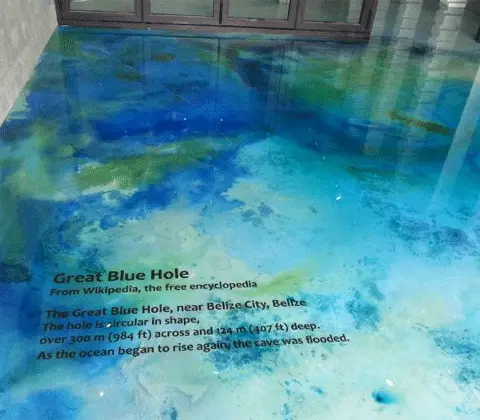 Great Blue Hole
From Wikipedia, the free encyclopedia
The Great Blue Hole, near Belize City, Belize
The hole is circular in shape,
over 300 m (984 ft) across and 124 m (407 ft) deep.
As the ocean began to rise again, the cave was flooded.